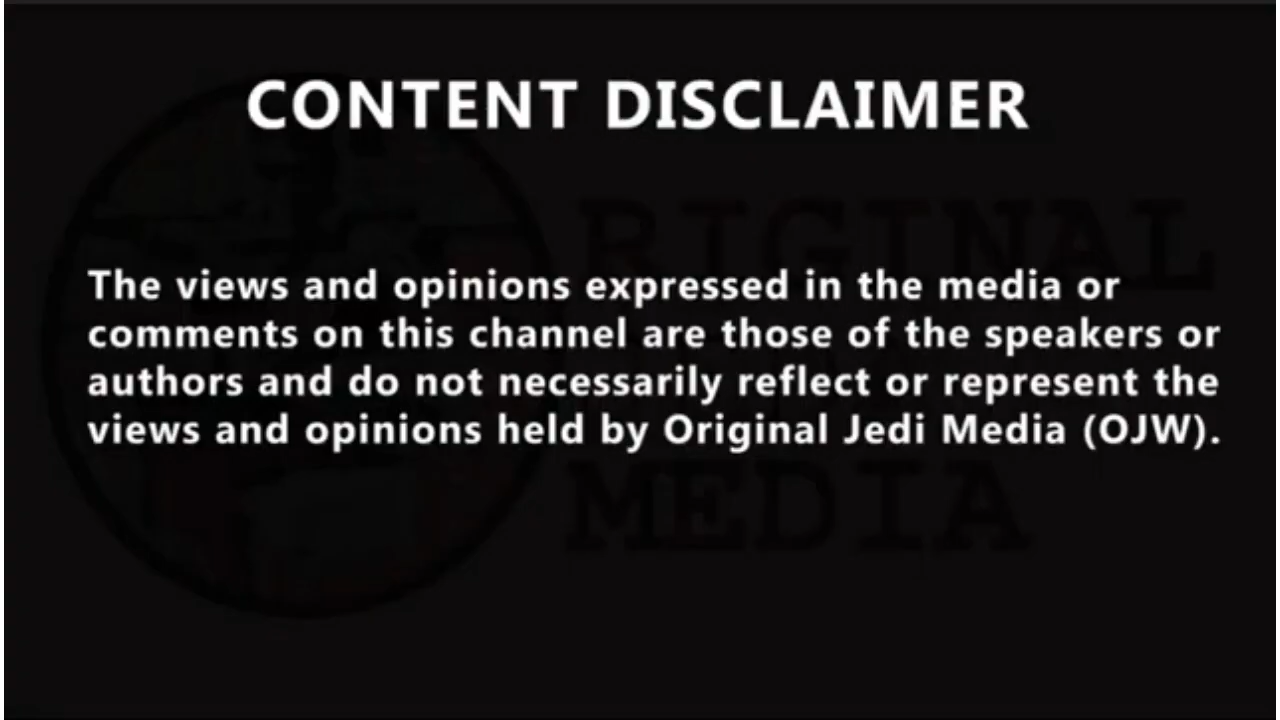 CONTENT DISCLAIMER
RIGINAL
The views and opinions expressed in the media or
comments on this channel are those of the speakers or
authors and do not necessarily reflect or represent the
views and opinions held by Original Jedi Media (OJW).
MEDIA